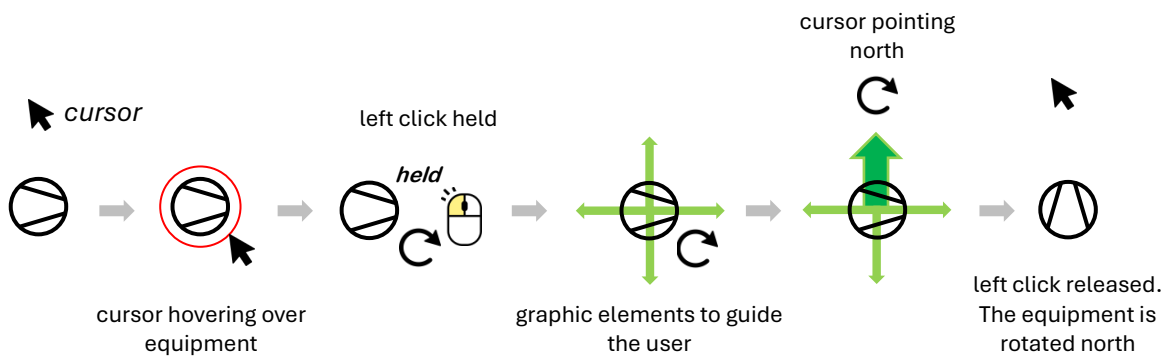 cursor
cursor hovering over
equipment
left click held
held
graphic elements to guide
the user
cursor pointing
north
left click released.
The equipment is
rotated north